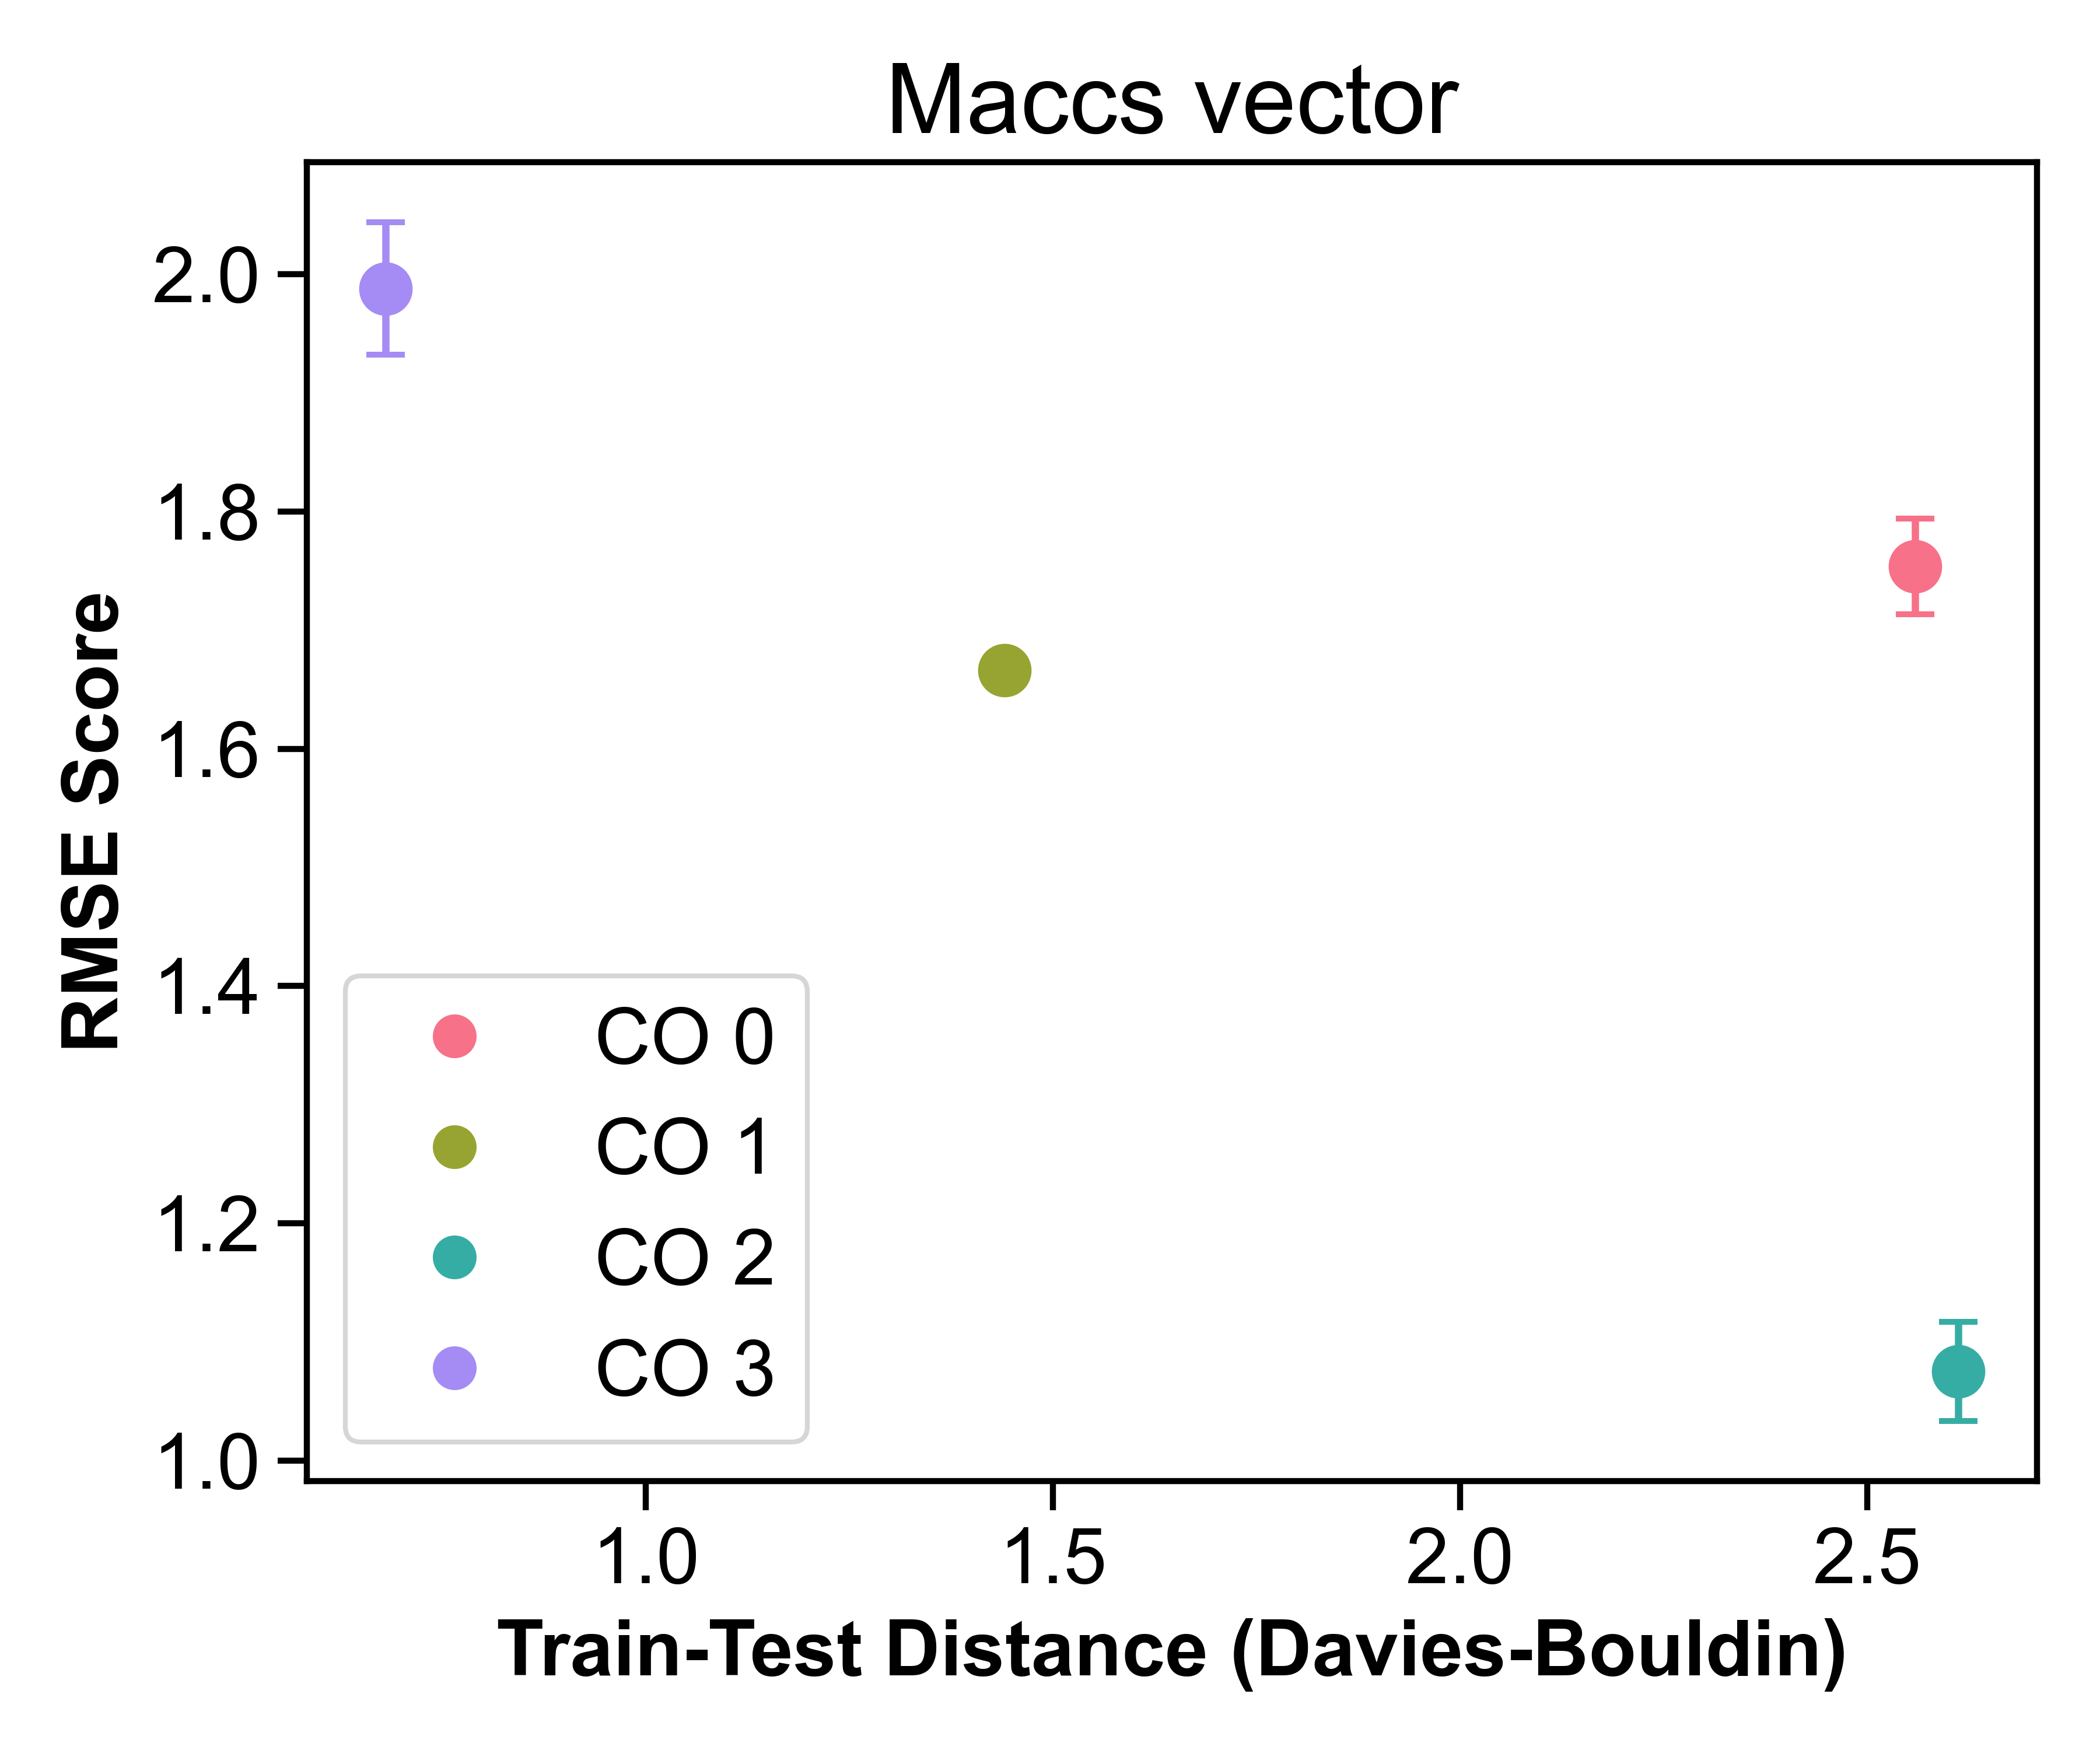 Maccs vector
RMSE Score
2.0
1.8
1.6
1.4
1.2
1.0
CO 0
CO 1
CO 2
CO 3
1.0 1.5 2.0 2.5
Train-Test Distance (Davies-Bouldin)